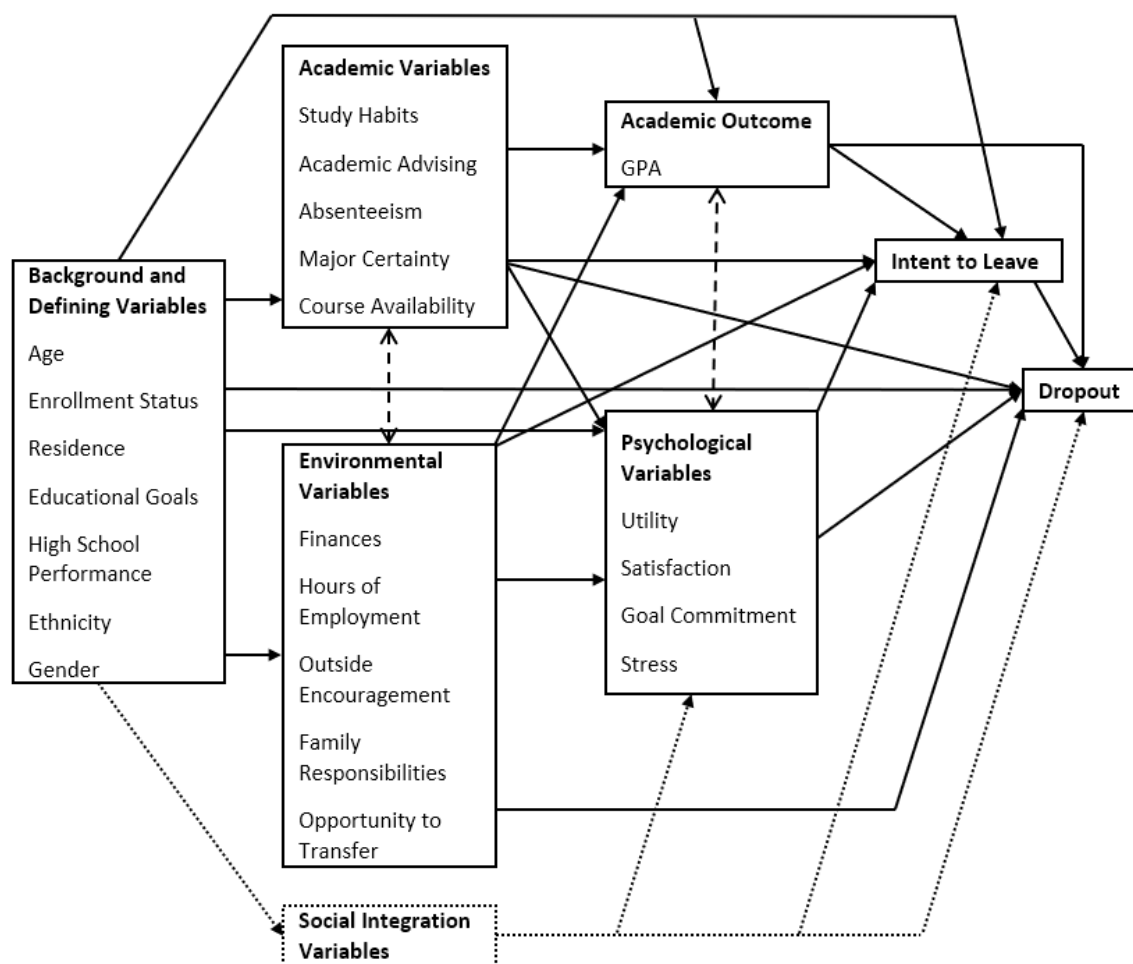 Background and
Defining Variables
Age
Enrollment Status
Residence
Educational Goals
High School
Performance
Ethnicity
Gender
Academic Variables
Study Habits
Academic Advising
Absenteeism
Major Certainty
Course Availability
Environmental
Variables
Finances
Hours of
Employment
Outside
Encouragement
Family
Responsibilities
Opportunity to
Transfer
Social Integration
Variables
Academic Outcome
GPA
Psychological
Variables
Utility
Satisfaction
Goal Commitment
Stress
Intent to Leave
Dropout